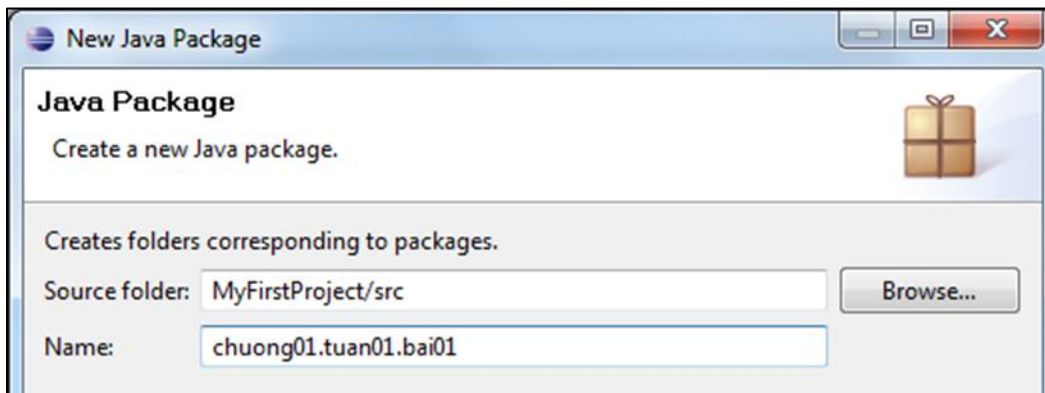 New Java Package
Java Package
Create a new Java package.
Creates folders corresponding to packages.
Source folder: MyFirstProject/src Browse...
Name: chuong01.tuan01.bai01